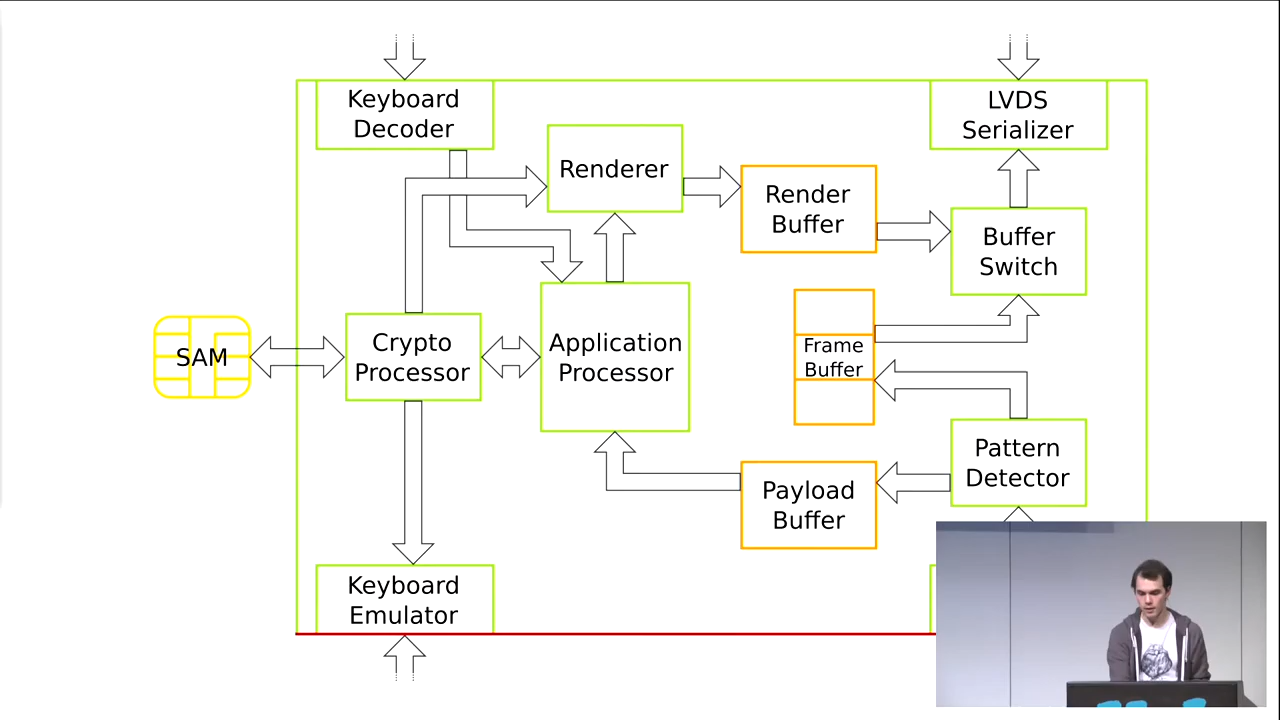 Keyboard
Decoder
LVDS
Serializer
Renderer
Render
Buffer
Buffer
Switch
SAM
Crypto
Processor
Application
Processor
Frame
Buffer
Pattern
Detector
Payload
Buffer
Keyboard
Emulator